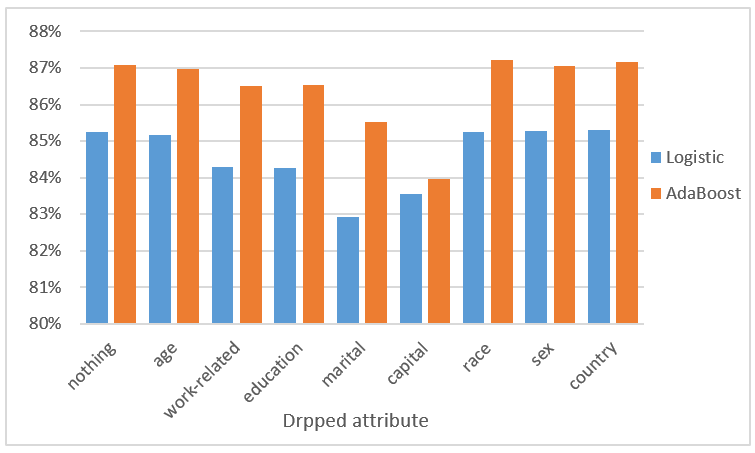 88%
87%
86%
85%
84%
83%
82%
81%
80%
nothing
age
work-related
education
marital
capital
race
sex
country
Drpped attribute
Logistic
AdaBoost